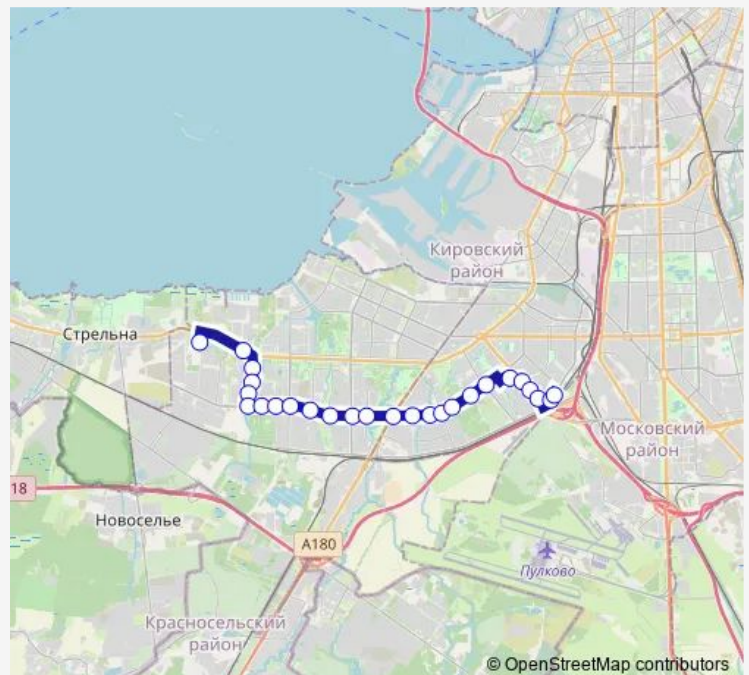 Кировский
район
Стрельна
Московский
район
18
Новоселье
A180
Пулково
Красносельский
район
© OpenStreetMap contributors